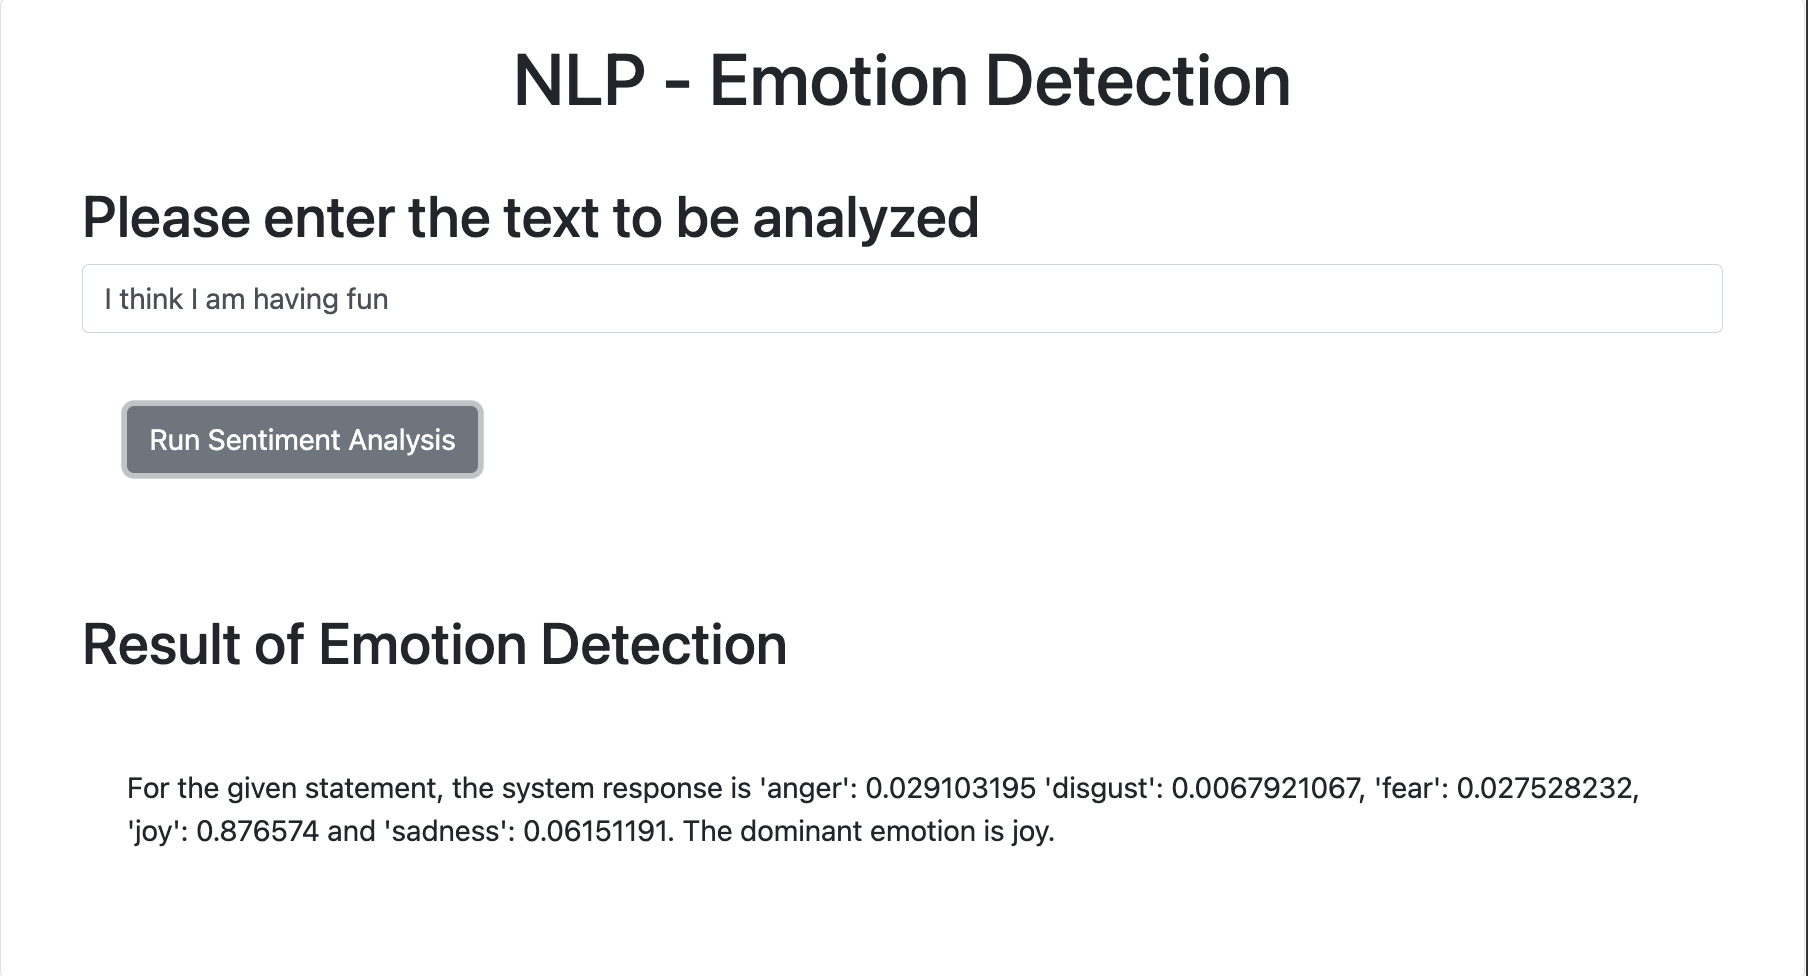 NLP - Emotion Detection
Please enter the text to be analyzed
I think I am having fun
Run Sentiment Analysis
Result of Emotion Detection
For the given statement, the system response is 'anger': 0.029103195 'disgust': 0.0067921067, 'fear': 0.027528232,
'joy': 0.876574 and 'sadness': 0.06151191. The dominant emotion is joy.